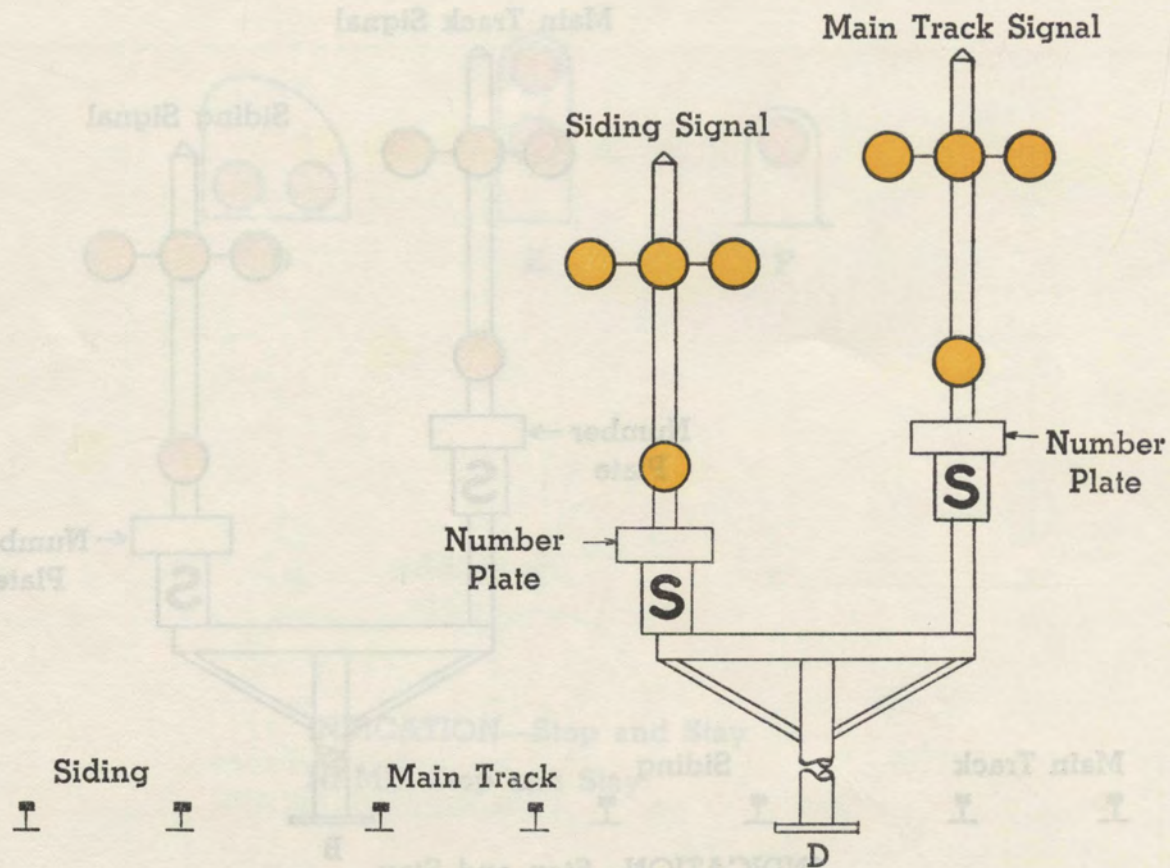 Main Track Signal
Siding Signal
Number
Plate
S
Number
Plate
S
Siding
Main Track
D